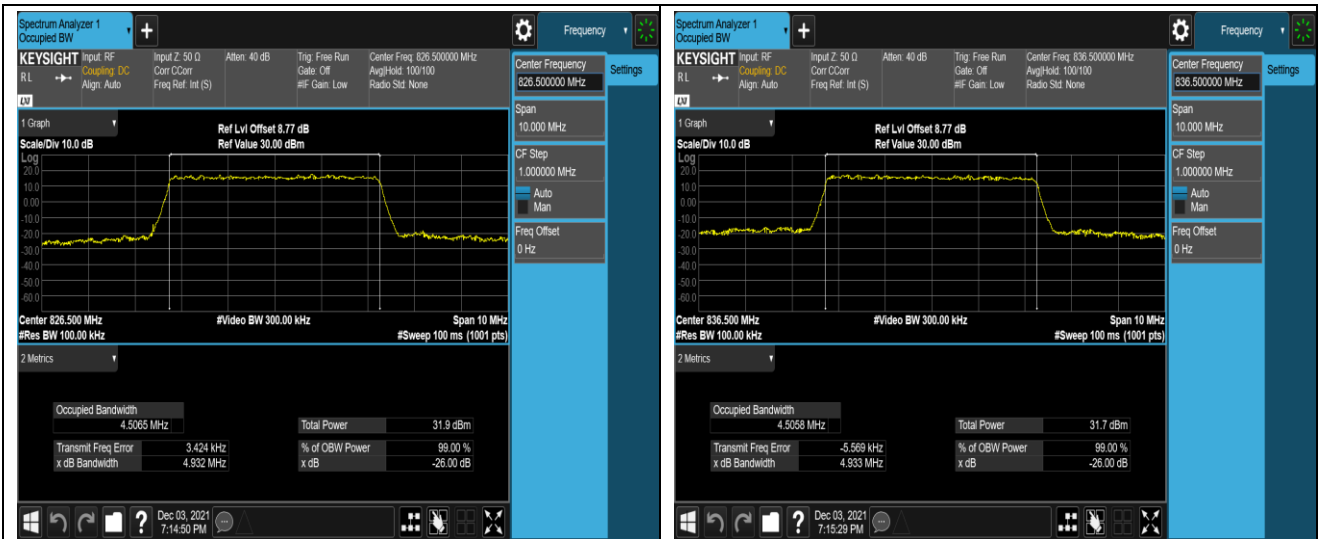 Spectrum Analyzer 1
Occupied BW
+
Frequency
KEYSIGHT Input: RF
RL
Coupling: DC
Align: Auto
Input Z: 50 Ω
Corr CCorr
Freq Ref: Int (S)
Atten: 40 dB
Trig: Free Run
Gate: Off
#IF Gain: Low
Center Freq: 826.500000 MHz
Avg|Hold: 100/100
Radio Std: None
LXI
Center Frequency
826.500000 MHz
Settings
Span
10.000 MHz
CF Step
1.000000 MHz
Auto
Man
Freq Offset
0 Hz
1 Graph
Scale/Div 10.0 dB
Ref Lvl Offset 8.77 dB
Ref Value 30.00 dBm
Log
20.0
10.0
0.00
-10.0
-20.0
-30.0
-40.0
-50.0
-60.0
Center 826.500 MHz
#Res BW 100.00 kHz
#Video BW 300.00 kHz
Span 10 MHz
#Sweep 100 ms (1001 pts)
2 Metrics
Occupied Bandwidth
4.5065 MHz
Total Power 31.9 dBm
Transmit Freq Error 3.424 kHz
x dB Bandwidth 4.932 MHz
% of OBW Power 99.00 %
x dB -26.00 dB
?
Dec 03, 2021
7:14:50 PM
Spectrum Analyzer 1
Occupied BW
+
Frequency
KEYSIGHT Input: RF
RL
Coupling: DC
Align: Auto
Input Z: 50 Ω
Corr CCorr
Freq Ref: Int (S)
Atten: 40 dB
Trig: Free Run
Gate: Off
#IF Gain: Low
Center Freq: 836.500000 MHz
Avg|Hold: 100/100
Radio Std: None
LXI
Center Frequency
836.500000 MHz
Settings
Span
10.000 MHz
CF Step
1.000000 MHz
Auto
Man
Freq Offset
0 Hz
1 Graph
Scale/Div 10.0 dB
Ref Lvl Offset 8.77 dB
Ref Value 30.00 dBm
Log
20.0
10.0
0.00
-10.0
-20.0
-30.0
-40.0
-50.0
-60.0
Center 836.500 MHz
#Res BW 100.00 kHz
#Video BW 300.00 kHz
Span 10 MHz
#Sweep 100 ms (1001 pts)
2 Metrics
Occupied Bandwidth
4.5058 MHz
Total Power 31.7 dBm
Transmit Freq Error -5.569 kHz
x dB Bandwidth 4.933 MHz
% of OBW Power 99.00 %
x dB -26.00 dB
?
Dec 03, 2021
7:15:29 PM